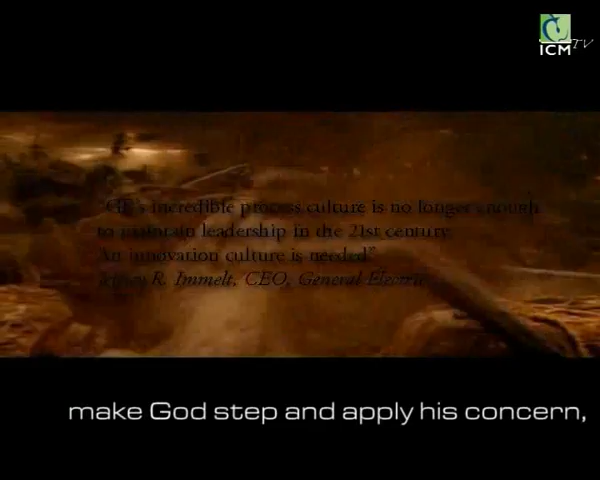 ICM TV
"GE's incredible process culture is no longer enough
to maintain leadership in the 21st century.
An innovation culture is needed"
R. Immelt, CEO, General Electric
make God step and apply his concern,